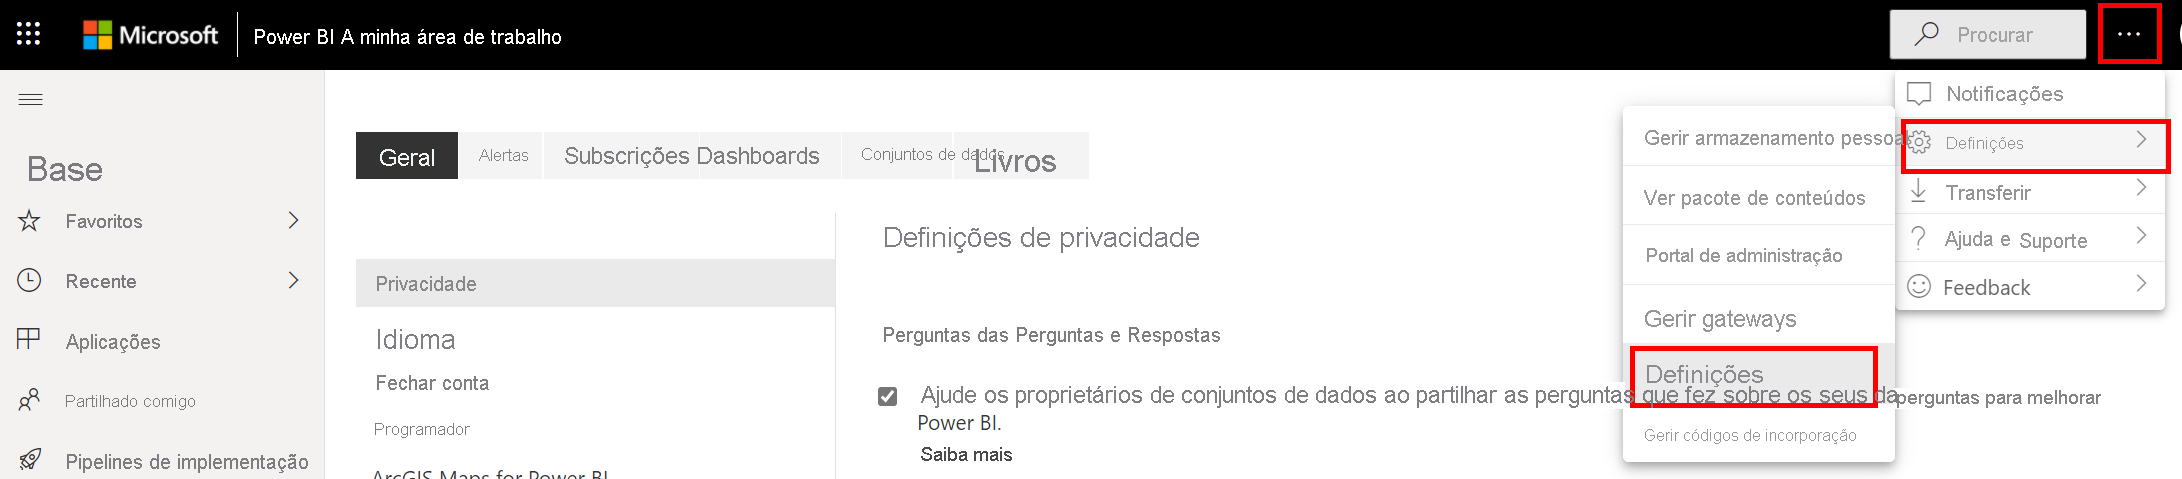 Microsoft
Power BI A minha área de trabalho
Procurar
Base
Favoritos
Recente
Aplicações
Partilhado comigo
Pipelines de implementação
Geral
Alertas
Subscrições Dashboards
Conjuntos de dados
Livros
Privacidade
Idioma
Fechar conta
Programador
ArcGIS Maps for Power BI
Definições de privacidade
Perguntas das Perguntas e Respostas
Ajude os proprietários de conjuntos de dados ao partilhar as perguntas que fez sobre os seus da
perguntas para melhorar
Power BI.
Saiba mais
Gerir armazenamento pessoal
Ver pacote de conteúdos
Portal de administração
Gerir gateways
Definições
Gerir códigos de incorporação
Notificações
Definições
Transferir
Ajuda e Suporte
Feedback